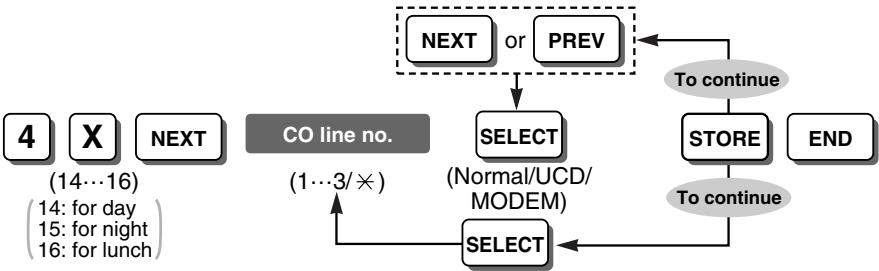 NEXT or PREV
To continue
4 X NEXT CO line no. SELECT STORE END
(14···16) (1···3/✳) (Normal/UCD/
MODEM)
14: for day
15: for night
16: for lunch
To continue
SELECT